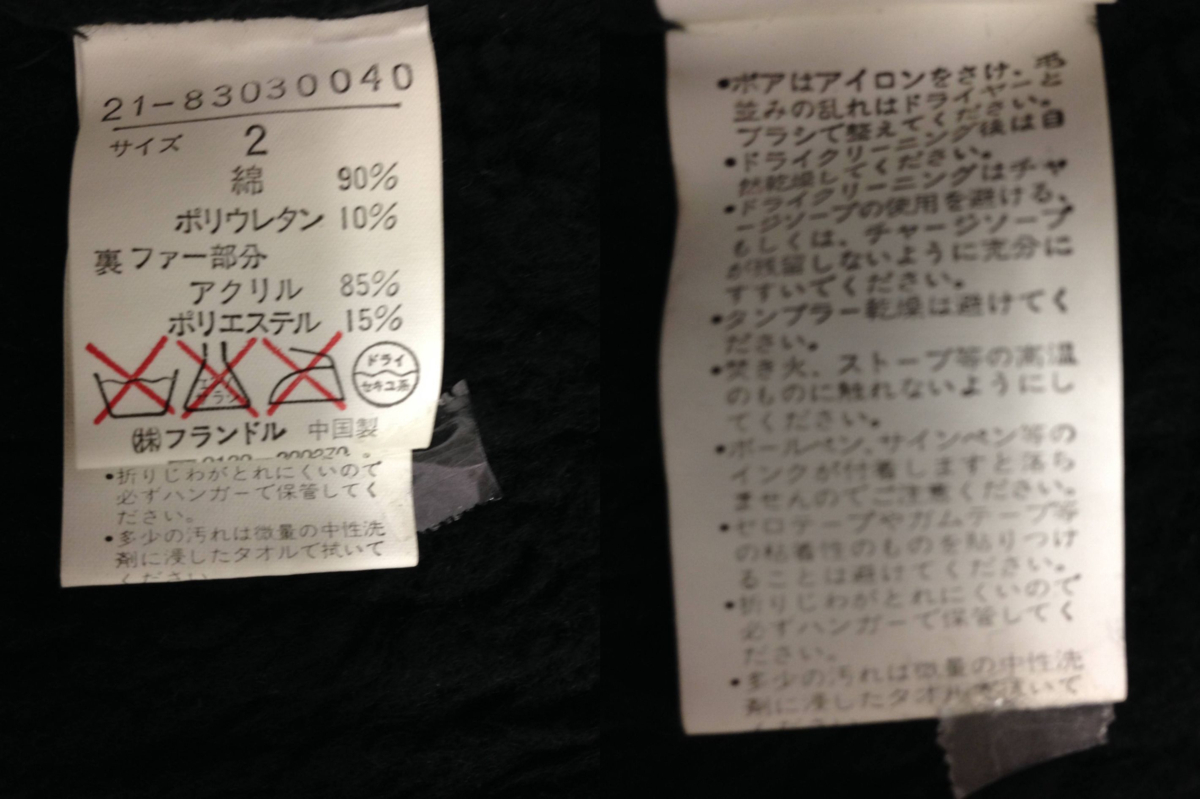 21-83030040
サイズ 2
綿 90%
ポリウレタン 10%
裏ファー部分
アクリル 85%
ポリエステル 15%
エンソ
サラシ
ドライ
セキユ系
㈱フランドル 中国製
・折りじわがとれにくいので
必ずハンガーで保管してく
ださい。
・多少の汚れは微量の中性洗
剤に浸したタオルで拭いて
ください
・ボアはアイロンをさけ、毛
並みの乱れはドライヤーと
ブラシで整えてください。
・ドライクリーニング後は自
然乾燥してください。
・ドライクリーニングはチャ
ージソープの使用を避ける、
もしくは、チャージソープ
が残留しないように充分に
すすいでください。
・タンブラー乾燥は避けてく
ださい。
・焚き火、ストーブ等の高温
のものに触れないようにし
てください。
・ボールペン、サインペン等の
インクが付着しますと落ち
ませんのでご注意ください。
・セロテープやガムテープ等
の粘着性のものを貼りつけ
ることは避けてください。
・折りじわがとれにくいので
必ずハンガーで保管してく
ださい。
・多少の汚れは微量の中性洗
剤に浸したタオルで拭いて
ください